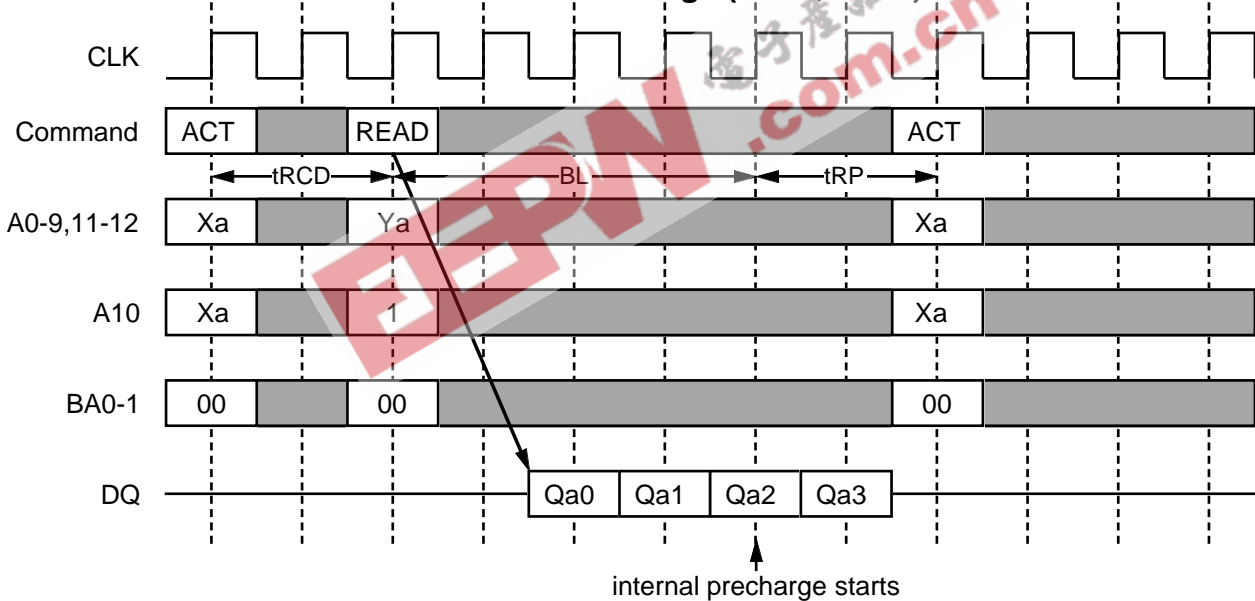 CLK
Command ACT READ ACT
tRCD BL tRP
A0-9,11-12 Xa Ya Xa
A10 Xa 1 Xa
BA0-1 00 00 00
DQ Qa0 Qa1 Qa2 Qa3
internal precharge starts
EEPW
.com.cn